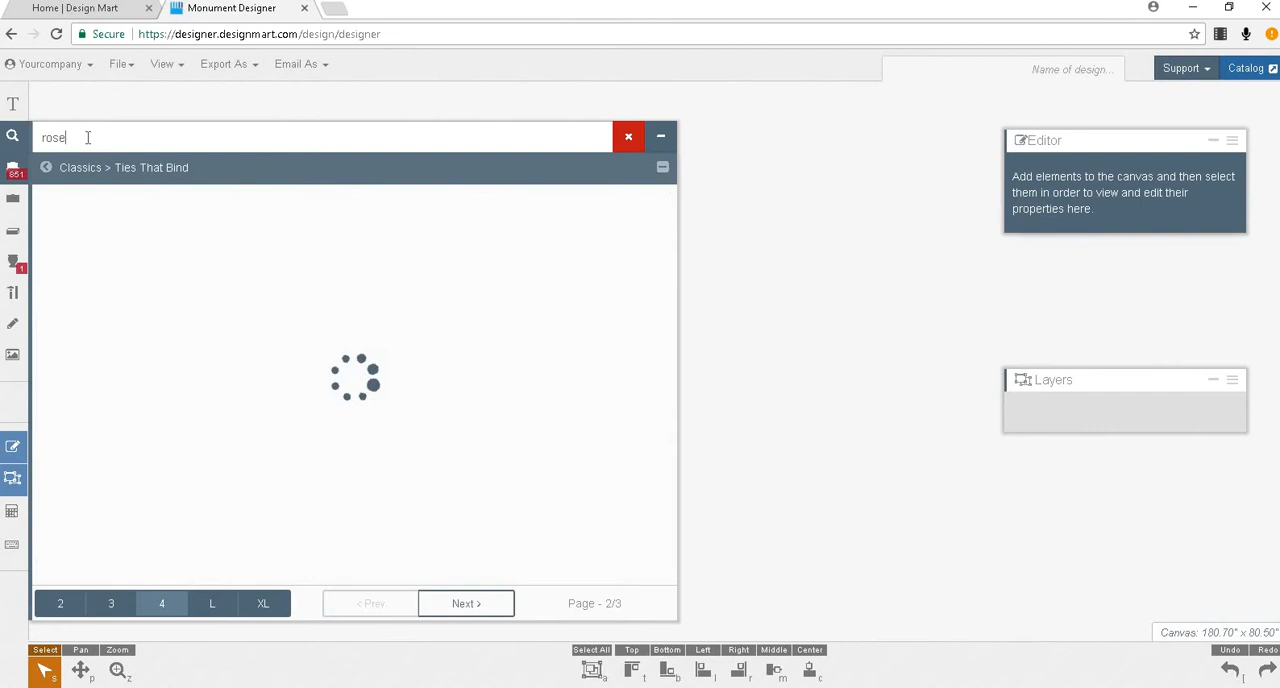 Home | Design Mart
Monument Designer
Secure
https://designer.designmart.com/design/designer
Yourcompany
File
View
Export As
Email As
Name of design...
Support
Catalog
T
rose
Editor
851
Classics > Ties That Bind
Add elements to the canvas and then select
them in order to view and edit their
properties here.
1
Layers
2
3
4
L
XL
< Prev
Next >
Page - 2/3
Canvas: 180.70" x 80.50"
Select
Pan
Zoom
Select All
Top
Bottom
Left
Right
Middle
Center
Undo
Redo
s
p
z
a
t
b
l
r
m
c
[